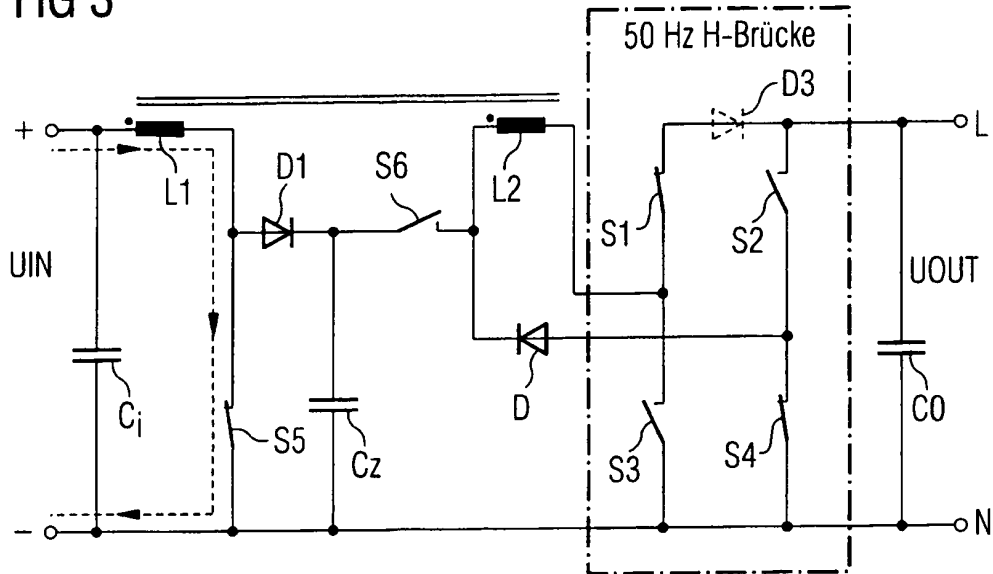 FIG 3
50 Hz H-Brücke
D3
+
L
L1
D1
S6
L2
S1
S2
UIN
UOUT
Ci
S5
Cz
D
S3
S4
C0
-
N